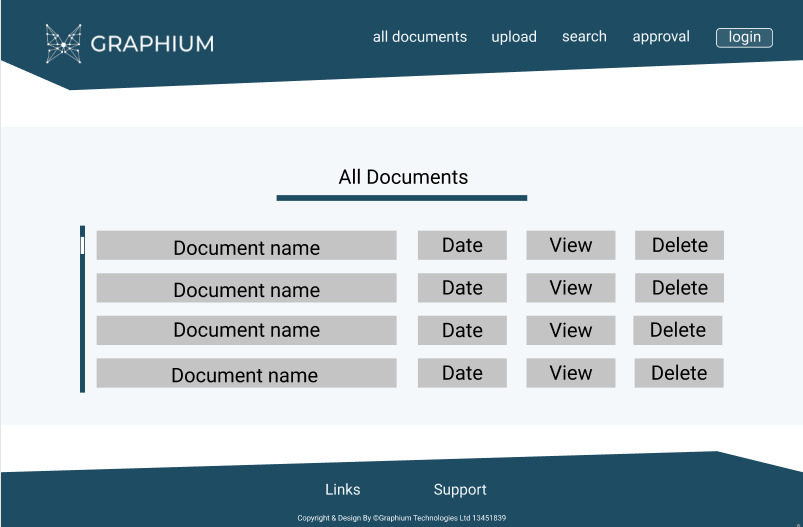 GRAPHIUM all documents upload search approval login
All Documents
Document name Date View Delete
Document name Date View Delete
Document name Date View Delete
Document name Date View Delete
Links Support
Copyright & Design By ©Graphium Technologies Ltd 13451839